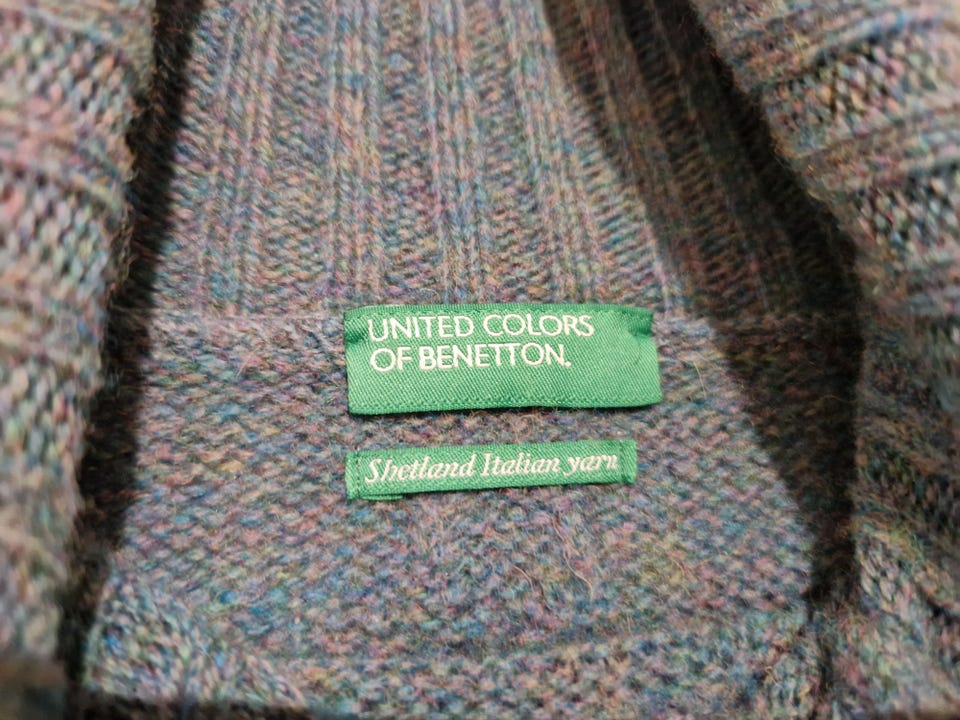 UNITED COLORS
OF BENETTON.
Shetland Italian yarn